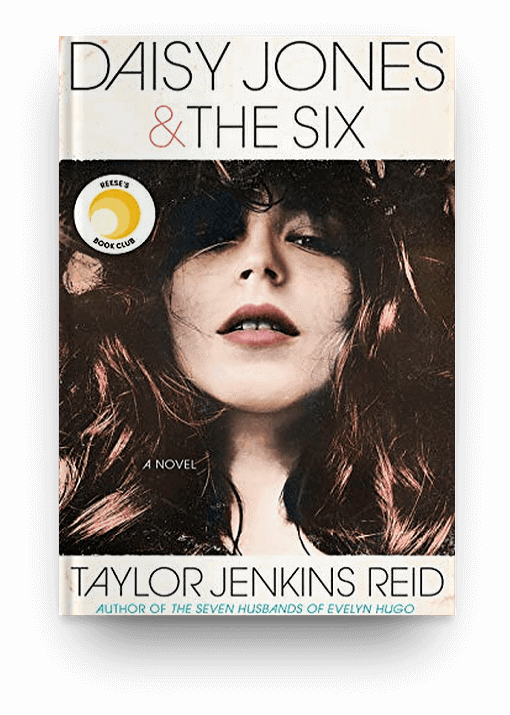 DAISY JONES
& THE SIX
REESE'S
BOOK CLUB
A NOVEL
TAYLOR JENKINS REID
AUTHOR OF THE SEVEN HUSBANDS OF EVELYN HUGO